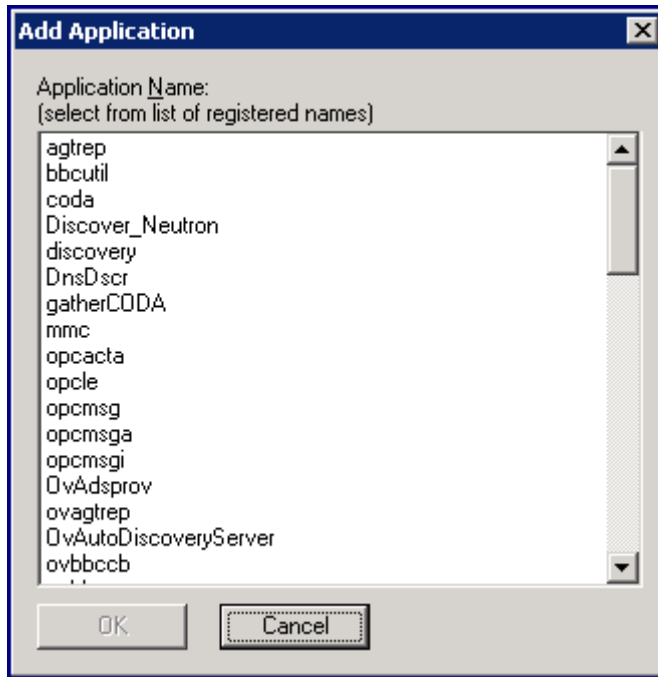 Add Application
Application Name:
(select from list of registered names)
agtrep
bbcutil
coda
Discover_Neutron
discovery
DnsDscr
gatherCODA
mmc
opcacta
opcle
opcmsg
opcmsga
opcmsgi
OvAdsprov
ovagtrep
OvAutoDiscoveryServer
ovbbccb
OK
Cancel